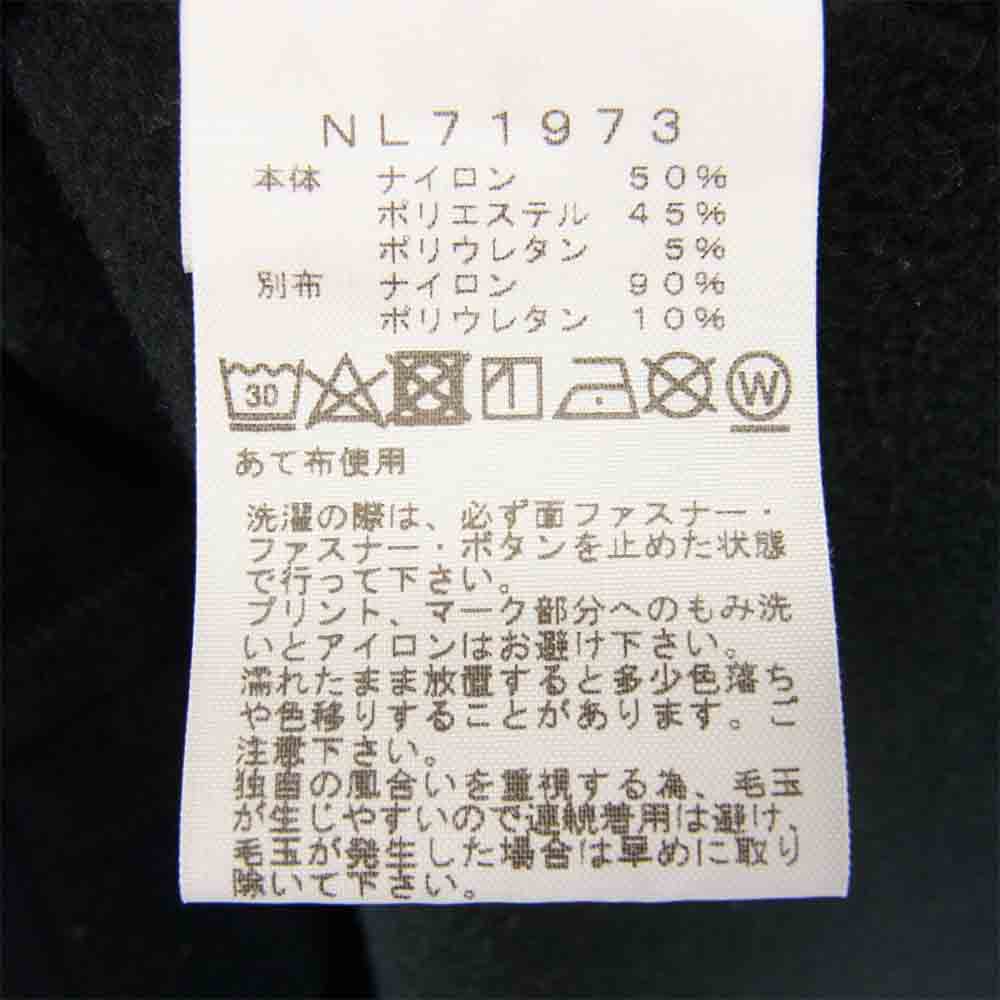 NL71973
本体 ナイロン 50%
ポリエステル 45%
ポリウレタン 5%
別布 ナイロン 90%
ポリウレタン 10%
30 W
あて布使用
洗濯の際は、必ず面ファスナー・
ファスナー・ボタンを止めた状態
で行って下さい。
プリント、マーク部分へのもみ洗
いとアイロンはお避け下さい。
濡れたまま放置すると多少色落ち
や色移りすることがあります。ご
注意下さい。
独自の風合いを重視する為、毛玉
が生じやすいので連続着用は避け、
毛玉が発生した場合は早めに取り
除いて下さい。